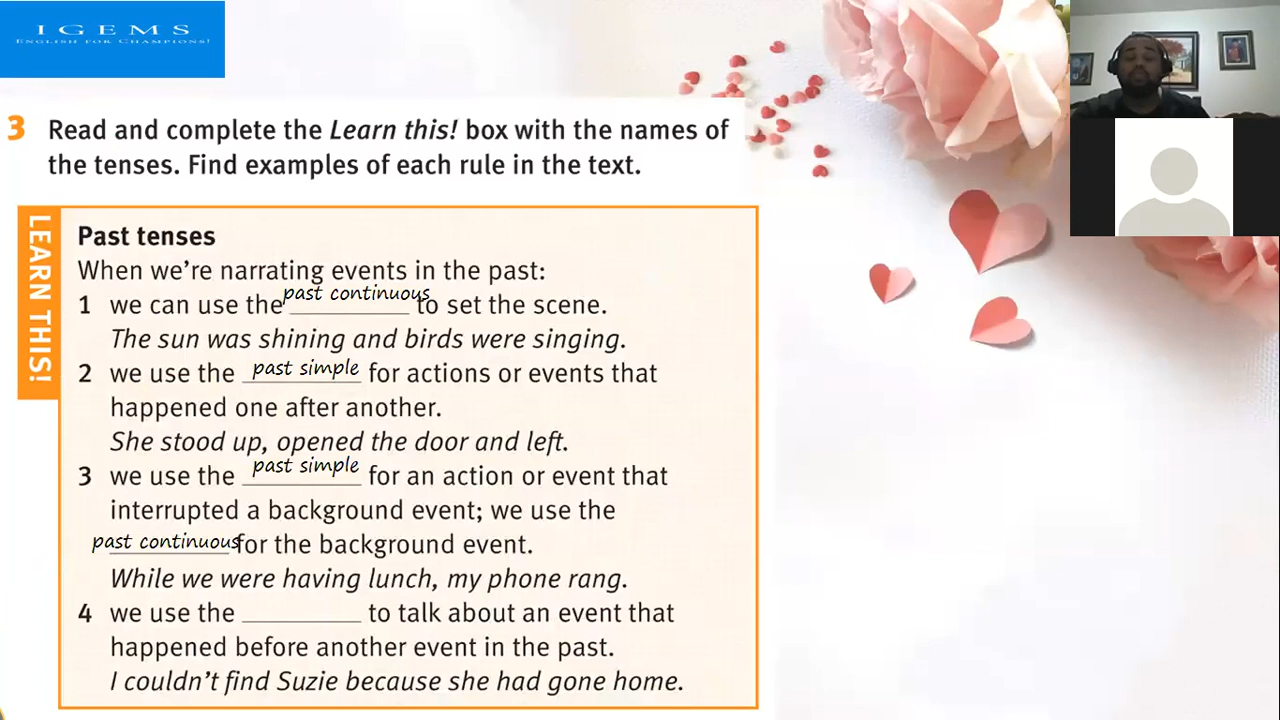 I G E M S
ENGLISH FOR CHAMPIONS!
3 Read and complete the Learn this! box with the names of
the tenses. Find examples of each rule in the text.
LEARN THIS!
Past tenses
When we're narrating events in the past:
1 we can use the past continuous to set the scene.
The sun was shining and birds were singing.
2 we use the past simple for actions or events that
happened one after another.
She stood up, opened the door and left.
3 we use the past simple for an action or event that
interrupted a background event; we use the
past continuous for the background event.
While we were having lunch, my phone rang.
4 we use the __________ to talk about an event that
happened before another event in the past.
I couldn't find Suzie because she had gone home.